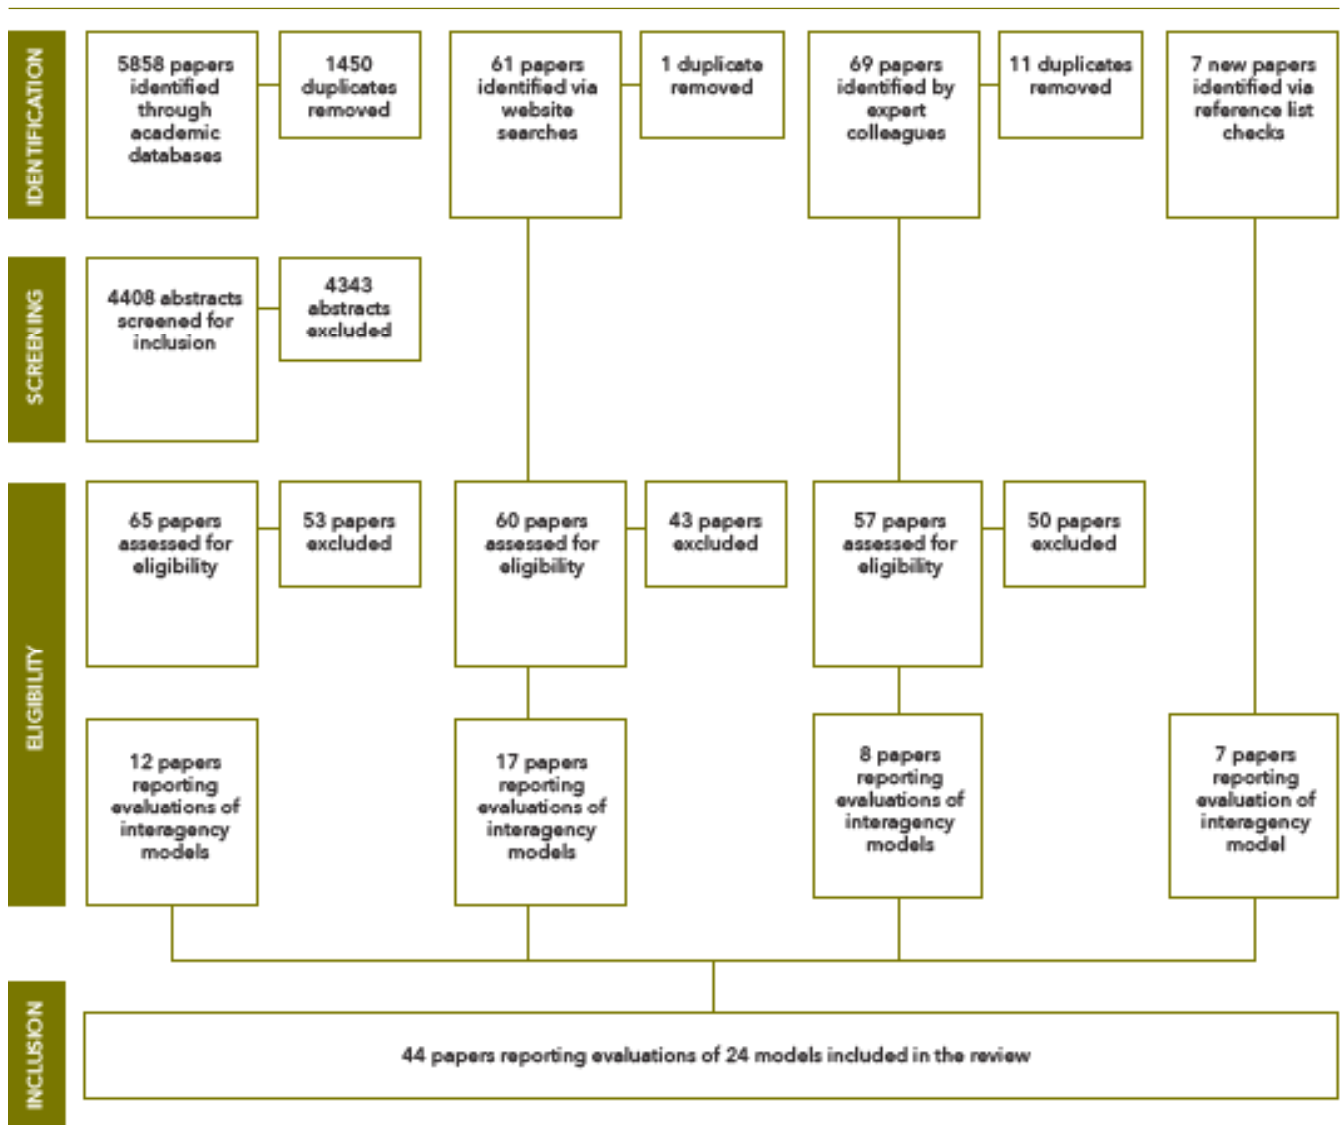 IDENTIFICATION
5858 papers
identified
through
academic
databases
1450
duplicates
removed
61 papers
identified via
website
searches
1 duplicate
removed
69 papers
identified by
expert
colleagues
11 duplicates
removed
7 new papers
identified via
reference list
checks
SCREENING
4408 abstracts
screened for
inclusion
4343
abstracts
excluded
ELIGIBILITY
65 papers
assessed for
eligibility
53 papers
excluded
60 papers
assessed for
eligibility
43 papers
excluded
57 papers
assessed for
eligibility
50 papers
excluded
12 papers
reporting
evaluations of
interagency
models
17 papers
reporting
evaluations of
interagency
models
8 papers
reporting
evaluations of
interagency
models
7 papers
reporting
evaluation of
interagency
model
INCLUSION
44 papers reporting evaluations of 24 models included in the review